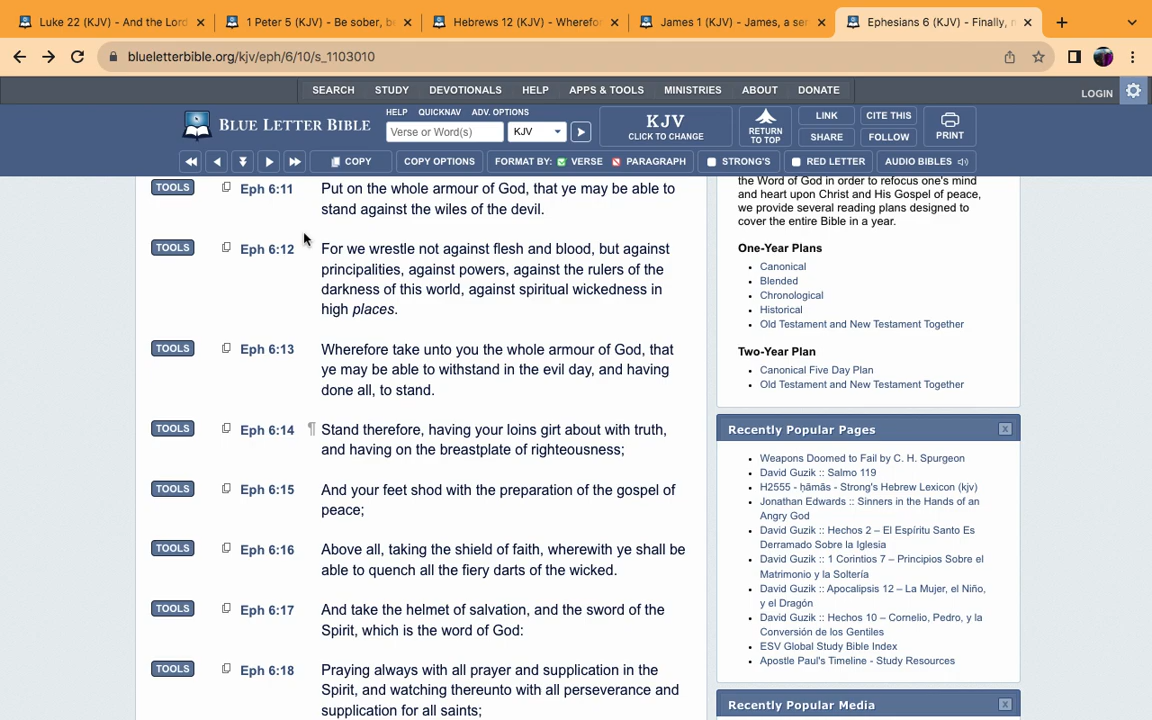 Luke 22 (KJV) - And the Lord
1 Peter 5 (KJV) - Be sober, be
Hebrews 12 (KJV) - Wherefo
James 1 (KJV) - James, a ser
Ephesians 6 (KJV) - Finally, m
blueletterbible.org/kjv/eph/6/10/s_1103010
SEARCH STUDY DEVOTIONALS HELP APPS & TOOLS MINISTRIES ABOUT DONATE LOGIN
BLUE LETTER BIBLE
HELP QUICKNAV ADV. OPTIONS
Verse or Word(s) KJV
KJV
CLICK TO CHANGE
RETURN
TO TOP
LINK CITE THIS
SHARE FOLLOW
PRINT
COPY COPY OPTIONS FORMAT BY: VERSE PARAGRAPH STRONG'S RED LETTER AUDIO BIBLES
TOOLS Eph 6:11 Put on the whole armour of God, that ye may be able to
stand against the wiles of the devil.
TOOLS Eph 6:12 For we wrestle not against flesh and blood, but against
principalities, against powers, against the rulers of the
darkness of this world, against spiritual wickedness in
high places.
TOOLS Eph 6:13 Wherefore take unto you the whole armour of God, that
ye may be able to withstand in the evil day, and having
done all, to stand.
TOOLS Eph 6:14 ¶ Stand therefore, having your loins girt about with truth,
and having on the breastplate of righteousness;
TOOLS Eph 6:15 And your feet shod with the preparation of the gospel of
peace;
TOOLS Eph 6:16 Above all, taking the shield of faith, wherewith ye shall be
able to quench all the fiery darts of the wicked.
TOOLS Eph 6:17 And take the helmet of salvation, and the sword of the
Spirit, which is the word of God:
TOOLS Eph 6:18 Praying always with all prayer and supplication in the
Spirit, and watching thereunto with all perseverance and
supplication for all saints;
the Word of God in order to refocus one's mind
and heart upon Christ and His Gospel of peace,
we provide several reading plans designed to
cover the entire Bible in a year.
One-Year Plans
Canonical
Blended
Chronological
Historical
Old Testament and New Testament Together
Two-Year Plan
Canonical Five Day Plan
Old Testament and New Testament Together
Recently Popular Pages x
Weapons Doomed to Fail by C. H. Spurgeon
David Guzik :: Salmo 119
H2555 - ḥāmās - Strong's Hebrew Lexicon (kjv)
Jonathan Edwards :: Sinners in the Hands of an
Angry God
David Guzik :: Hechos 2 – El Espíritu Santo Es
Derramado Sobre la Iglesia
David Guzik :: 1 Corintios 7 – Principios Sobre el
Matrimonio y la Soltería
David Guzik :: Apocalipsis 12 – La Mujer, el Niño,
y el Dragón
David Guzik :: Hechos 10 – Cornelio, Pedro, y la
Conversión de los Gentiles
ESV Global Study Bible Index
Apostle Paul's Timeline - Study Resources
Recently Popular Media x